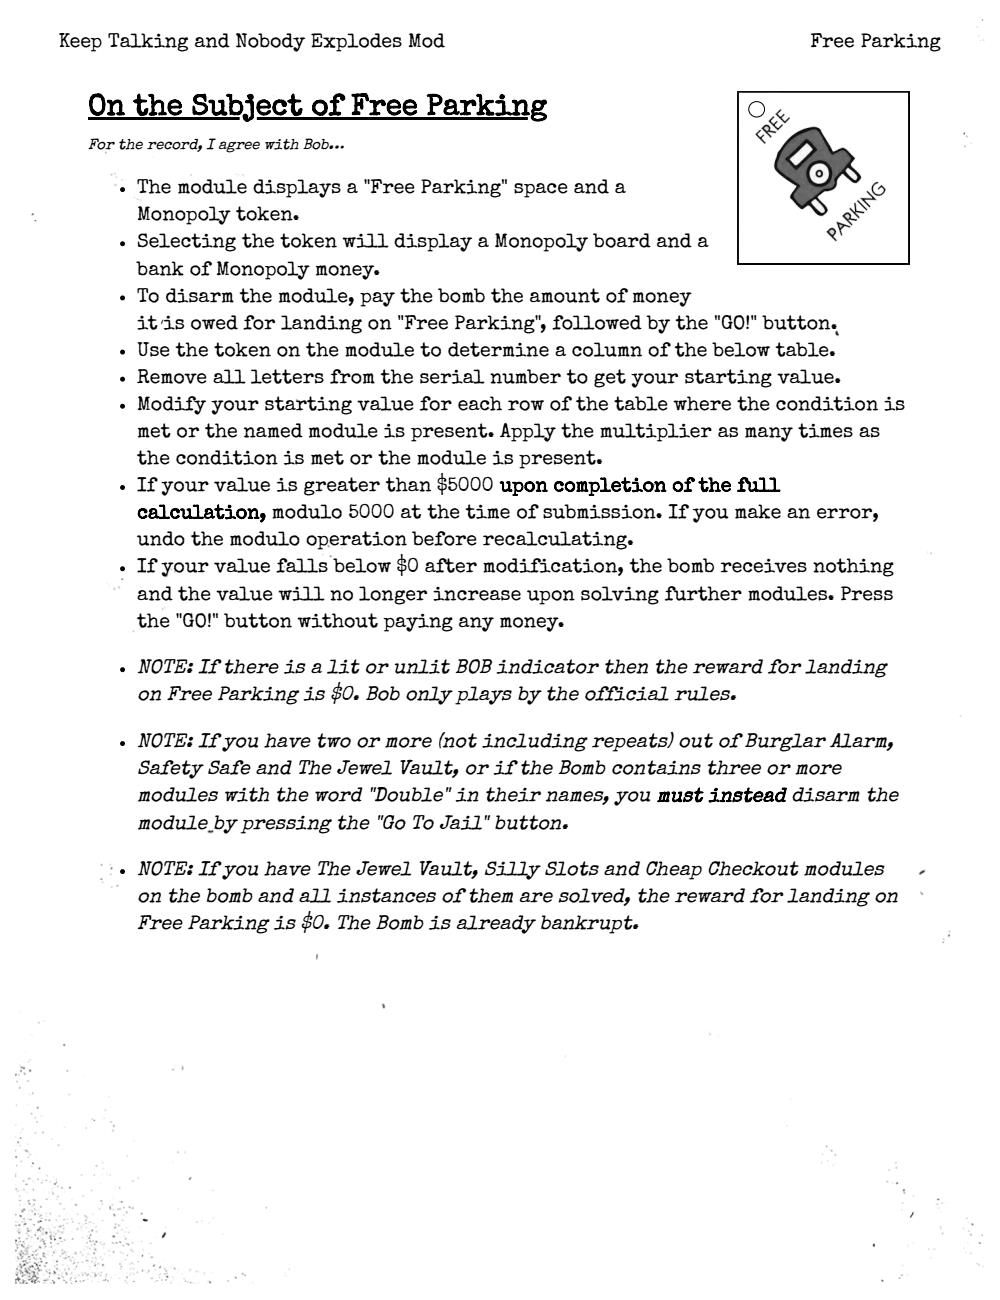 Keep Talking and Nobody Explodes Mod
Free Parking
On the Subject of Free Parking
For the record, I agree with Bob...
FREE
PARKING
• The module displays a "Free Parking" space and a
Monopoly token.
• Selecting the token will display a Monopoly board and a
bank of Monopoly money.
• To disarm the module, pay the bomb the amount of money
it is owed for landing on "Free Parking", followed by the "GO!" button.
• Use the token on the module to determine a column of the below table.
• Remove all letters from the serial number to get your starting value.
• Modify your starting value for each row of the table where the condition is
met or the named module is present. Apply the multiplier as many times as
the condition is met or the module is present.
• If your value is greater than $5000 upon completion of the full
calculation, modulo 5000 at the time of submission. If you make an error,
undo the modulo operation before recalculating.
• If your value falls below $0 after modification, the bomb receives nothing
and the value will no longer increase upon solving further modules. Press
the "GO!" button without paying any money.
• NOTE: If there is a lit or unlit BOB indicator then the reward for landing
on Free Parking is $0. Bob only plays by the official rules.
• NOTE: If you have two or more (not including repeats) out of Burglar Alarm,
Safety Safe and The Jewel Vault, or if the Bomb contains three or more
modules with the word "Double" in their names, you must instead disarm the
module by pressing the "Go To Jail" button.
• NOTE: If you have The Jewel Vault, Silly Slots and Cheap Checkout modules
on the bomb and all instances of them are solved, the reward for landing on
Free Parking is $0. The Bomb is already bankrupt.